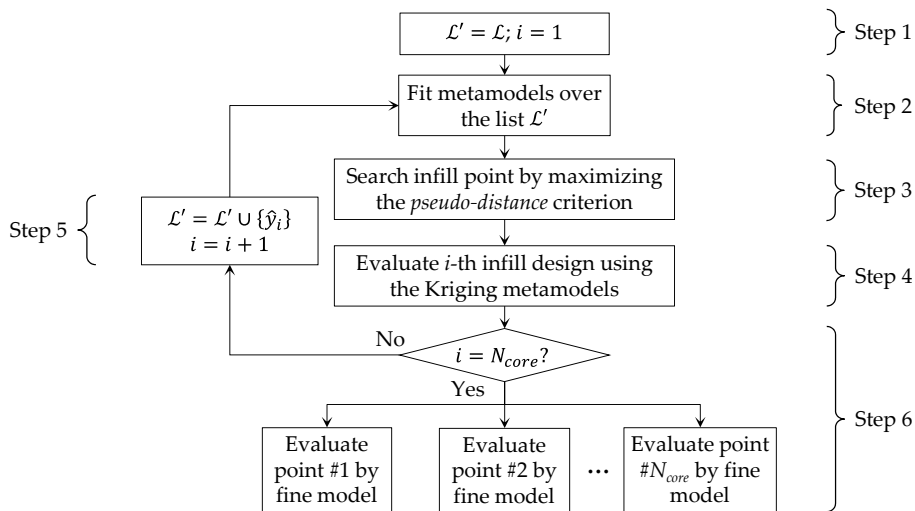 ℒ′ = ℒ; i = 1
Step 1
Fit metamodels over
the list ℒ′
Step 2
Search infill point by maximizing
the pseudo-distance criterion
Step 3
Step 5
ℒ′ = ℒ′ ∪ {ŷᵢ}
i = i + 1
Evaluate i-th infill design using
the Kriging metamodels
Step 4
No
i = N_core?
Yes
Step 6
Evaluate
point #1 by
fine model
Evaluate
point #2 by
fine model
...
Evaluate point
#N_core by fine
model